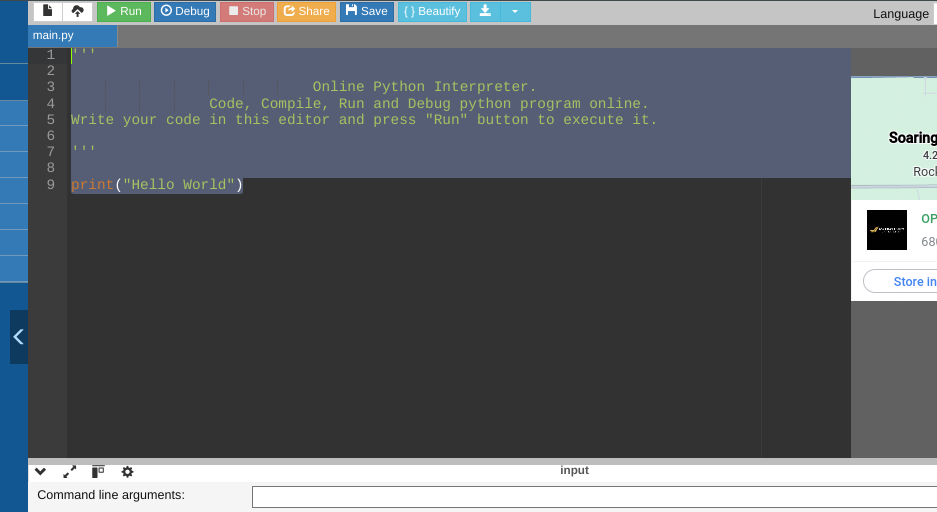 Run Debug Stop Share Save { } Beautify
Language
main.py
1 '''
2
3 Online Python Interpreter.
4 Code, Compile, Run and Debug python program online.
5 Write your code in this editor and press "Run" button to execute it.
6
7 '''
8
9 print("Hello World")
Soaring
4.2
Rock
OP
680
Store in
input
Command line arguments: